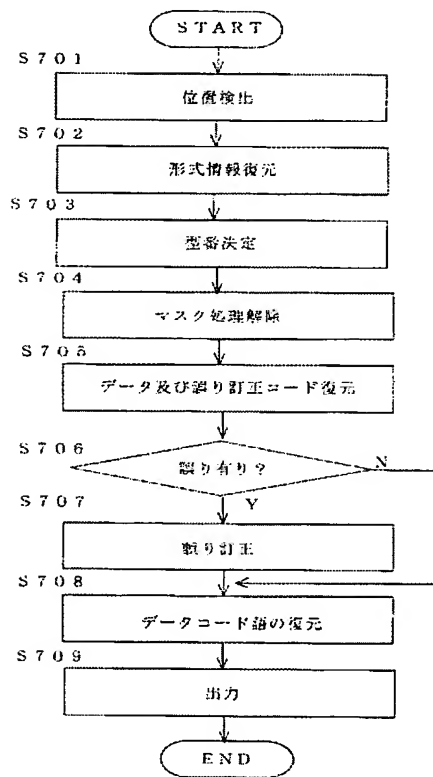 START
S701
位置検出
S702
形式情報復元
S703
型番決定
S704
マスク処理解除
S705
データ及び誤り訂正コード復元
S706
誤り有り?
N
Y
S707
誤り訂正
S708
データコード語の復元
S709
出力
END